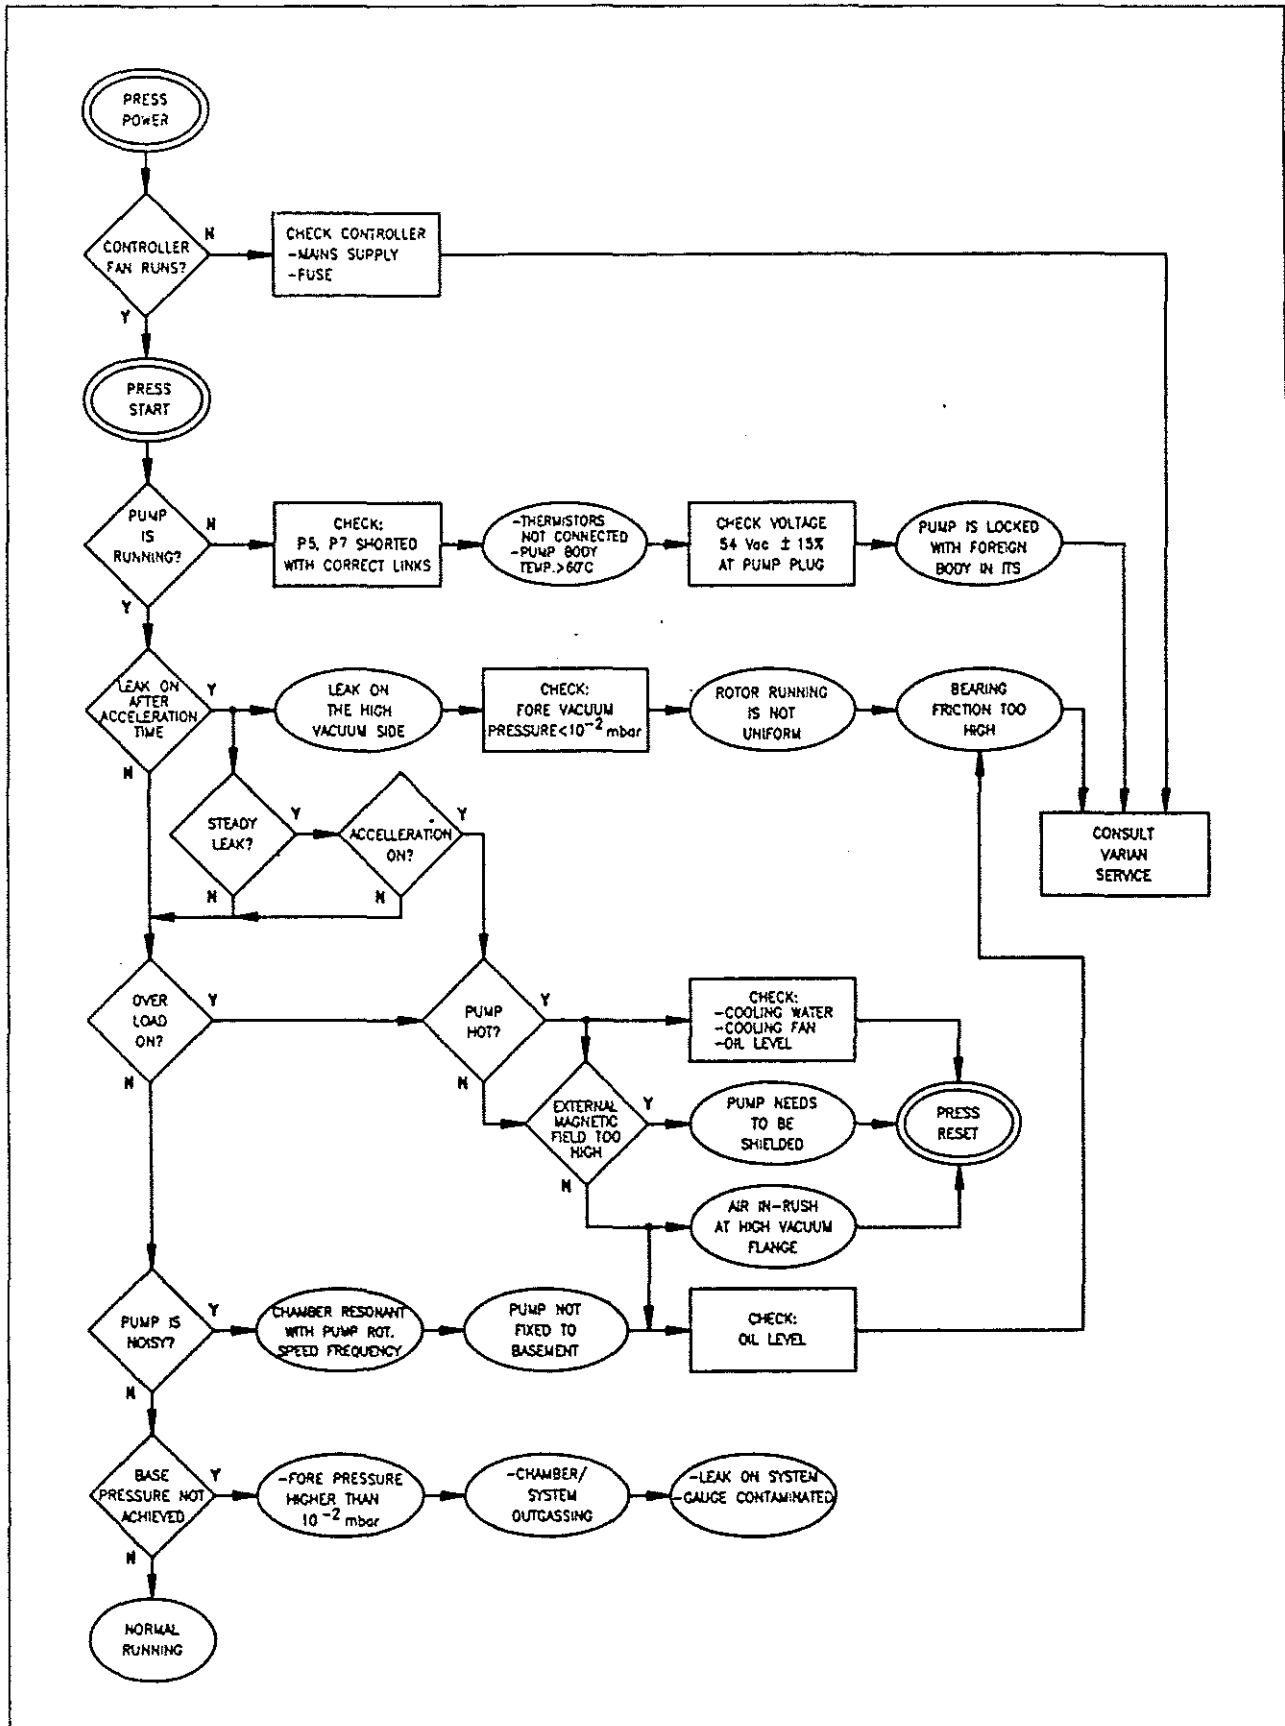 PRESS
POWER
CONTROLLER
FAN RUNS?
N
Y
CHECK CONTROLLER
-MAINS SUPPLY
-FUSE
PRESS
START
PUMP
IS
RUNNING?
N
Y
CHECK:
P5, P7 SHORTED
WITH CORRECT LINKS
-THERMISTORS
NOT CONNECTED
-PUMP BODY
TEMP.>60°C
CHECK VOLTAGE
54 Vac ± 15%
AT PUMP PLUG
PUMP IS LOCKED
WITH FOREIGN
BODY IN ITS
LEAK ON
AFTER
ACCELERATION
TIME
Y
N
LEAK ON
THE HIGH
VACUUM SIDE
CHECK:
FORE VACUUM
PRESSURE<10⁻² mbar
ROTOR RUNNING
IS NOT
UNIFORM
BEARING
FRICTION TOO
HIGH
STEADY
LEAK?
Y
N
ACCELLERATION
ON?
Y
N
CONSULT
VARIAN
SERVICE
OVER
LOAD
ON?
Y
N
PUMP
HOT?
Y
N
CHECK:
-COOLING WATER
-COOLING FAN
-OIL LEVEL
EXTERNAL
MAGNETIC
FIELD TOO
HIGH
Y
N
PUMP NEEDS
TO BE
SHIELDED
PRESS
RESET
AIR IN-RUSH
AT HIGH VACUUM
FLANGE
PUMP IS
NOISY?
Y
N
CHAMBER RESONANT
WITH PUMP ROT.
SPEED FREQUENCY
PUMP NOT
FIXED TO
BASEMENT
CHECK:
OIL LEVEL
BASE
PRESSURE NOT
ACHIEVED
Y
N
-FORE PRESSURE
HIGHER THAN
10⁻² mbar
-CHAMBER/
SYSTEM
OUTGASSING
-LEAK ON SYSTEM
-GAUGE CONTAMINATED
NORMAL
RUNNING